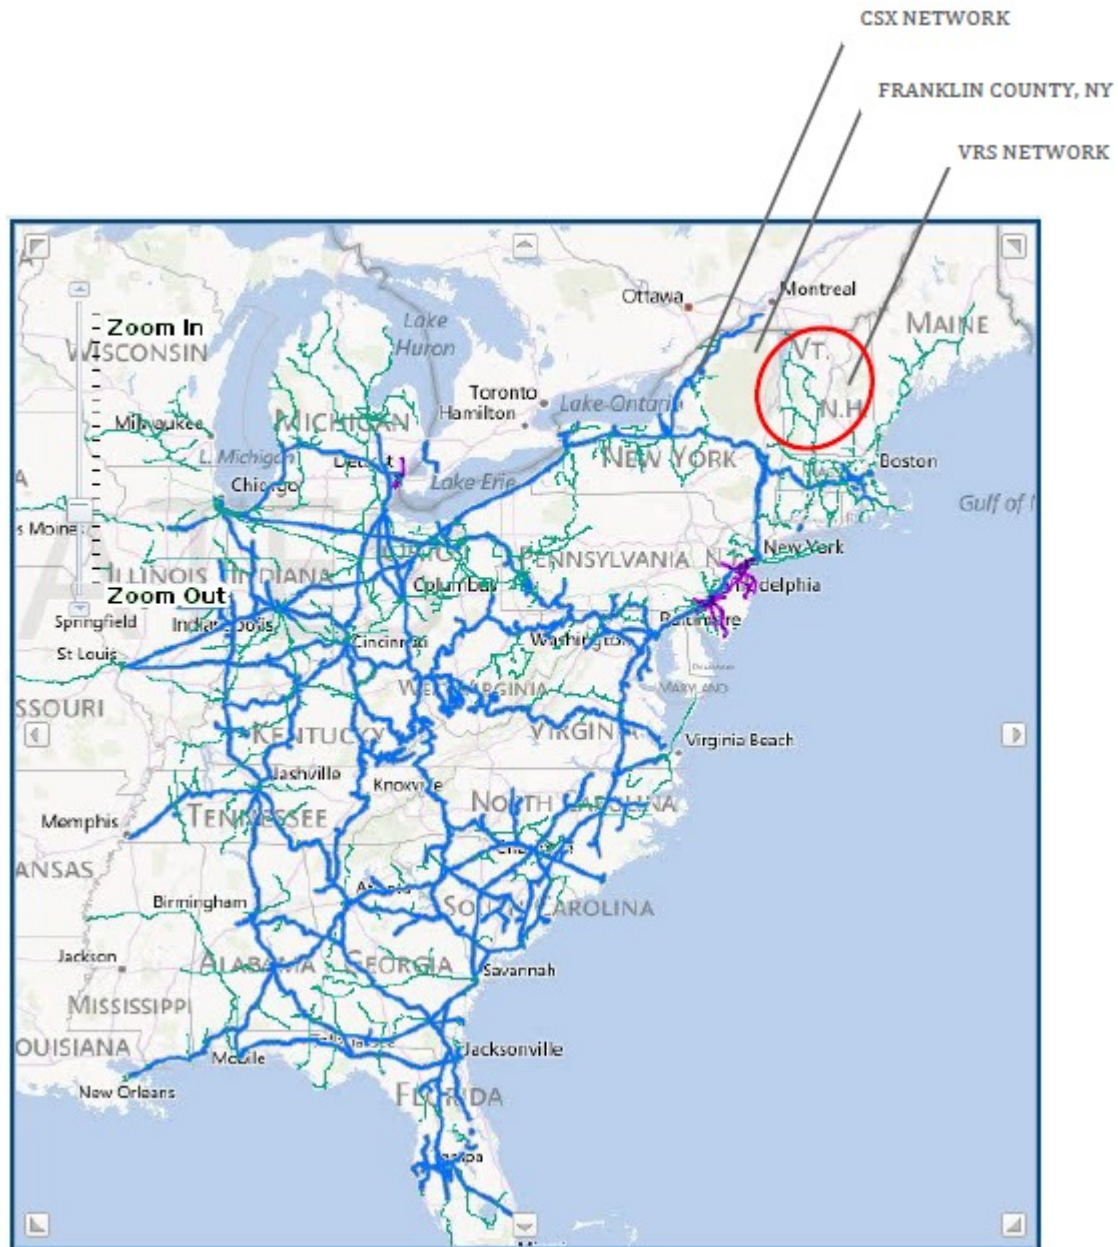 CSX NETWORK
FRANKLIN COUNTY, NY
VRS NETWORK
Ottawa
Montreal
MAINE
Lake
Huron
Zoom In
WISCONSIN
VT.
Toronto
Hamilton
Lake Ontario
N.H
MICHIGAN
Milwaukee
L. Michigan
NEW YORK
Boston
Detroit
Lake Erie
Chicago
Gulf of
s Moine
PENNSYLVANIA
New York
ILLINOIS
INDIANA
OHIO
Columbus
Zoom Out
Springfield
Indianapolis
Baltimore
Cincinnati
Washington
St Louis
WEST VIRGINIA
MARYLAND
SSOURI
KENTUCKY
VIRGINIA
Virginia Beach
Nashville
Knoxville
NORTH CAROLINA
TENNESSEE
Memphis
ANSAS
Birmingham
SOUTH CAROLINA
Jackson
ALABAMA
GEORGIA
Savannah
MISSISSIPPI
OUISIANA
Mobile
Jacksonville
New Orleans
FLORIDA